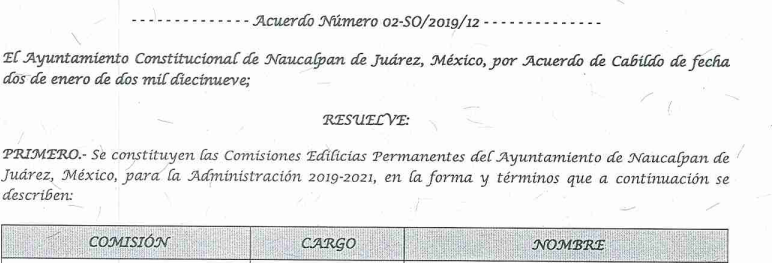 - - - - - - - - - - - - - - Acuerdo Número 02-SO/2019/12 - - - - - - - - - - - - - -
El Ayuntamiento Constitucional de Naucalpan de Juárez, México, por Acuerdo de Cabildo de fecha
dos de enero de dos mil diecinueve;
RESUELVE:
PRIMERO.- Se constituyen las Comisiones Edilicias Permanentes del Ayuntamiento de Naucalpan de
Juárez, México, para la Administración 2019-2021, en la forma y términos que a continuación se
describen:
COMISIÓN CARGO NOMBRE